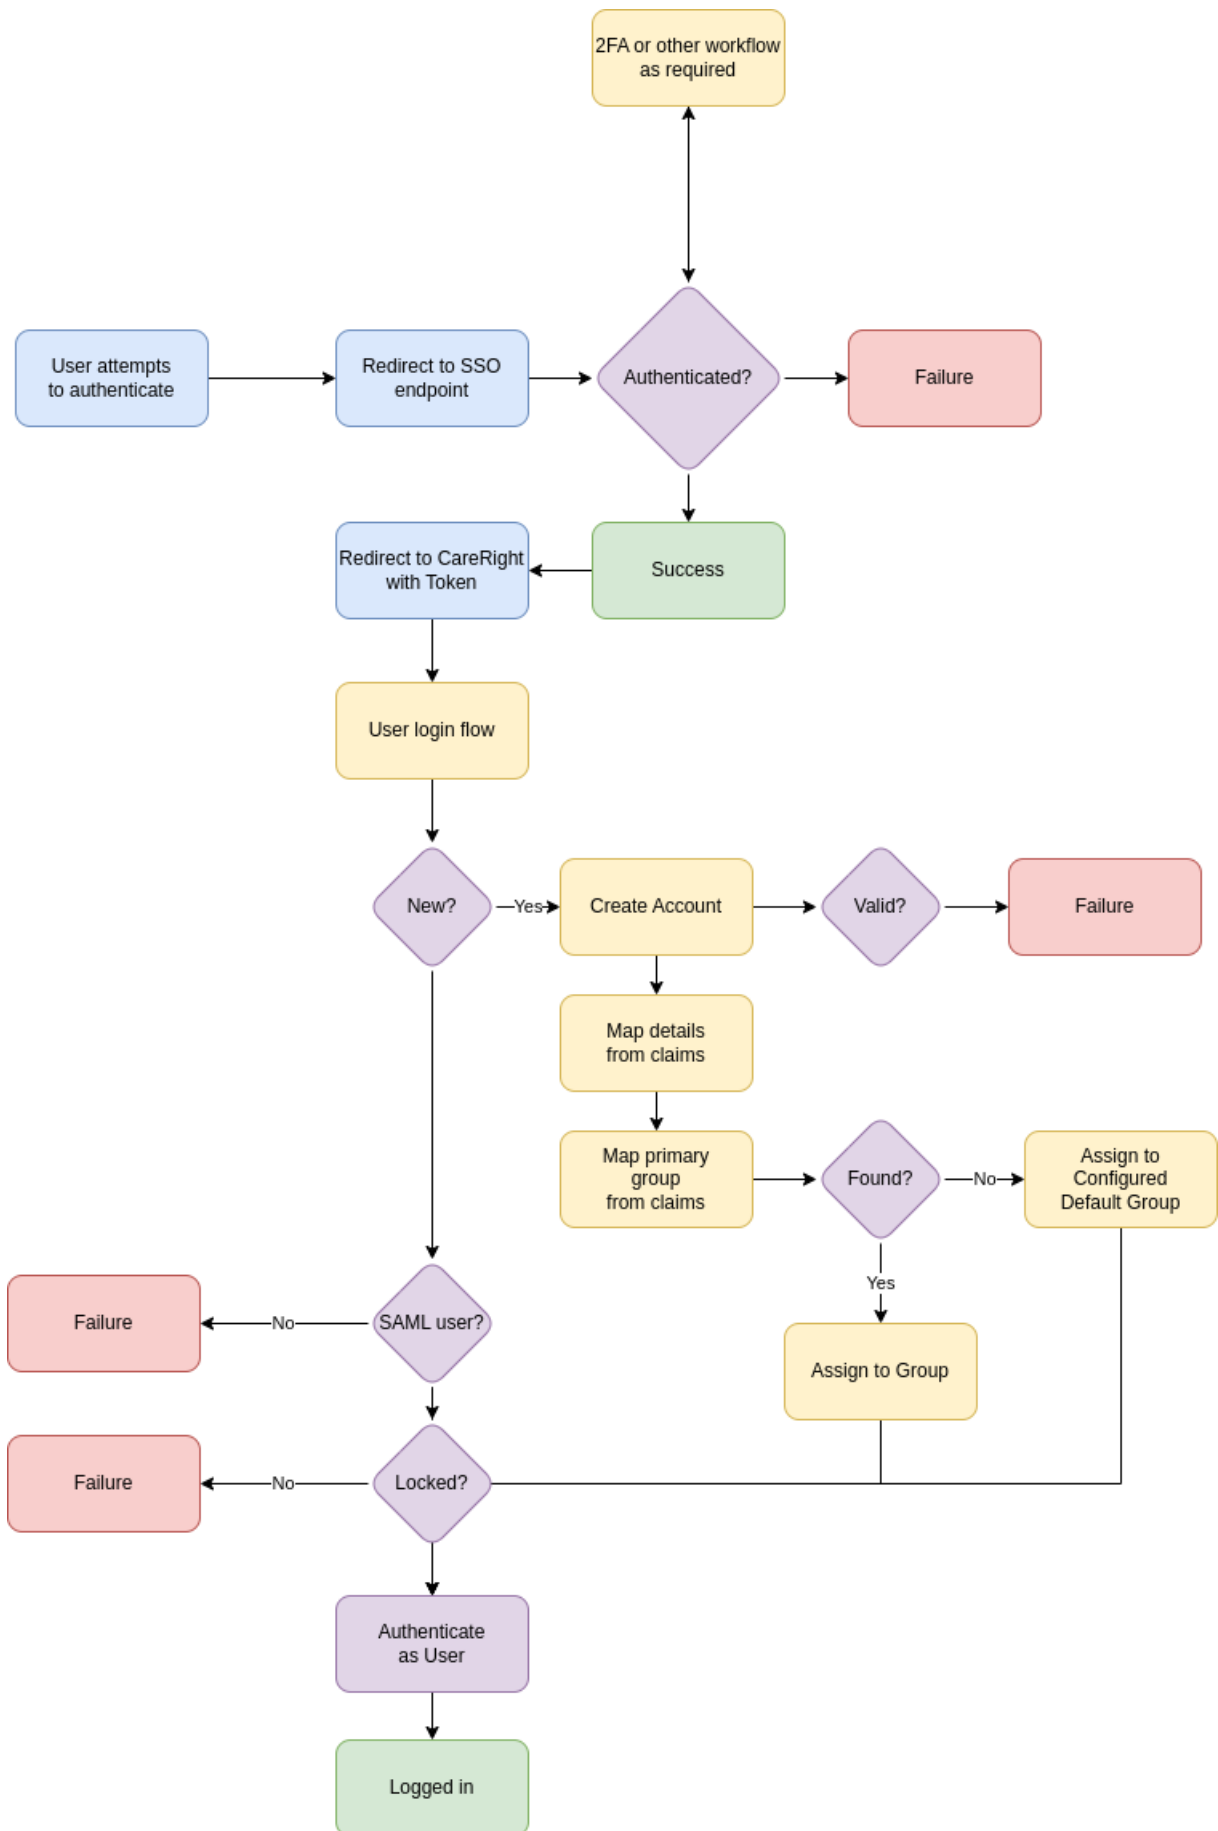 2FA or other workflow
as required
User attempts
to authenticate
Redirect to SSO
endpoint
Authenticated?
Failure
Redirect to CareRight
with Token
Success
User login flow
New?
Yes
Create Account
Valid?
Failure
Map details
from claims
Map primary
group
from claims
Found?
No
Assign to
Configured
Default Group
Yes
Failure
No
SAML user?
Assign to Group
Failure
No
Locked?
Authenticate
as User
Logged in